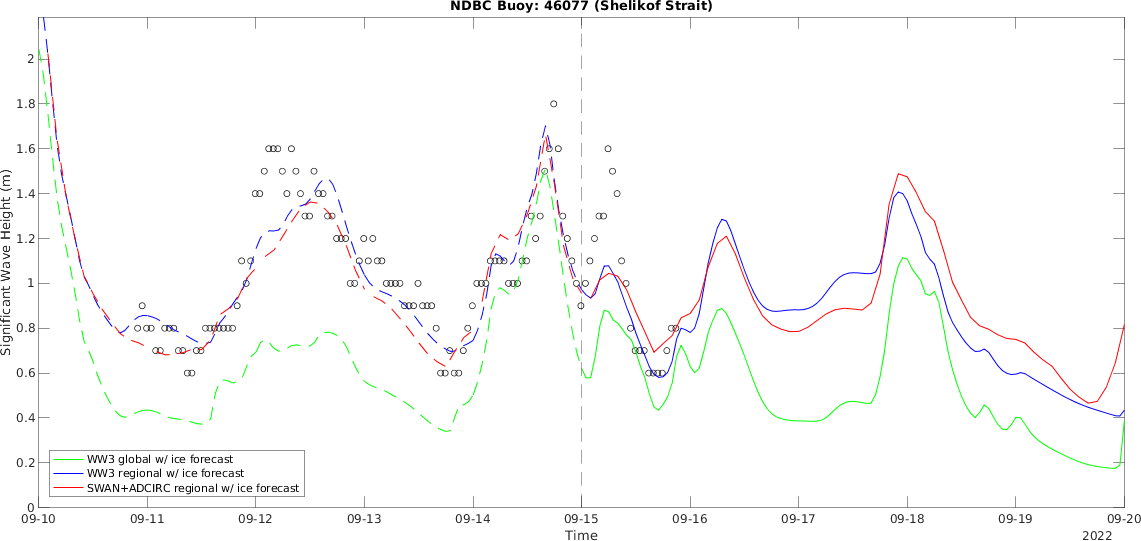 NDBC Buoy: 46077 (Shelikof Strait)
Significant Wave Height (m)
2
1.8
1.6
1.4
1.2
1
0.8
0.6
0.4
0.2
0
WW3 global w/ ice forecast
WW3 regional w/ ice forecast
SWAN+ADCIRC regional w/ ice forecast
09-10 09-11 09-12 09-13 09-14 09-15 09-16 09-17 09-18 09-19 09-20
Time
2022